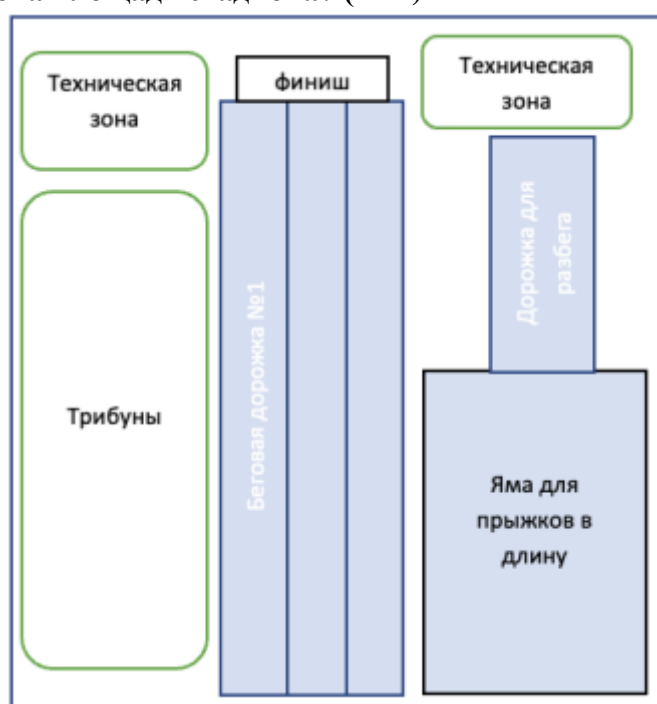 Техническая
зона
финиш
Техническая
зона
Дорожка для
разбега
Беговая дорожка №1
Трибуны
Яма для
прыжков в
длину